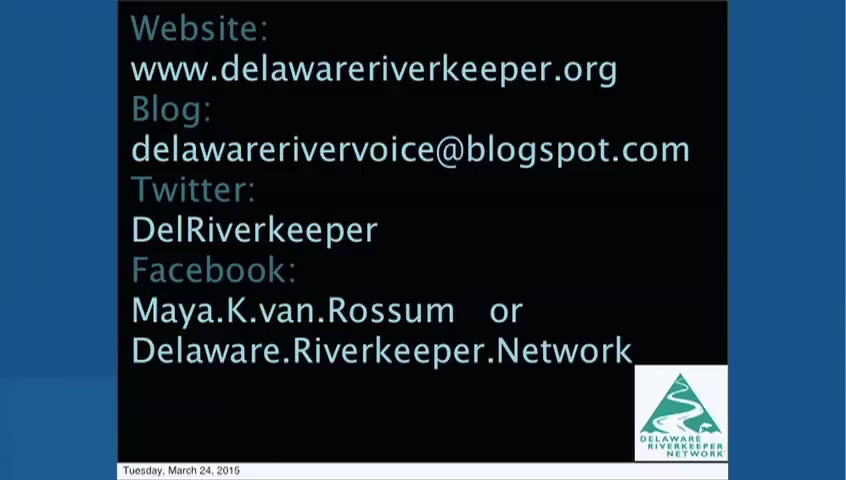 Website:
www.delawareriverkeeper.org
Blog:
delawarerivervoice@blogspot.com
Twitter:
DelRiverkeeper
Facebook:
Maya.K.van.Rossum or
Delaware.Riverkeeper.Network
DELAWARE
RIVERKEEPER
NETWORK
Tuesday, March 24, 2015